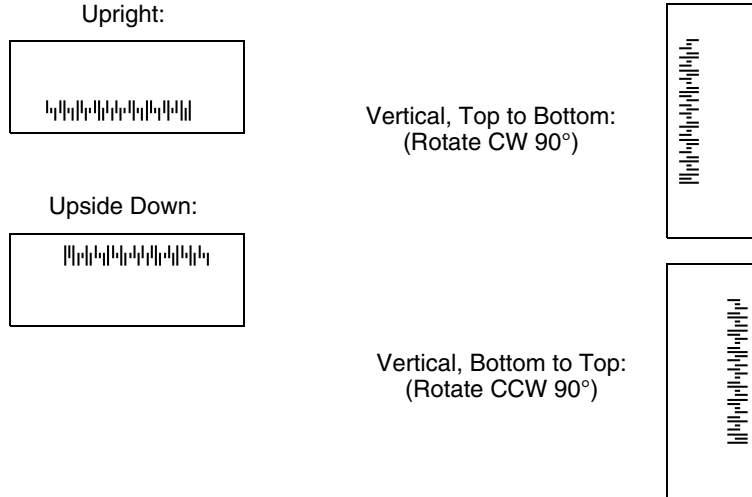 Upright:
Vertical, Top to Bottom:
(Rotate CW 90°)
Upside Down:
Vertical, Bottom to Top:
(Rotate CCW 90°)